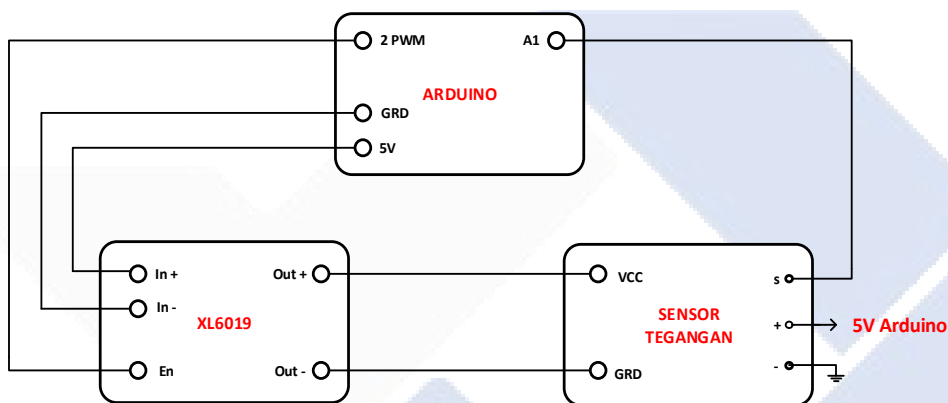 2 PWM
A1
ARDUINO
GRD
5V
In +
Out +
In -
XL6019
En
Out -
VCC
s
SENSOR
TEGANGAN
+
5V Arduino
-
GRD